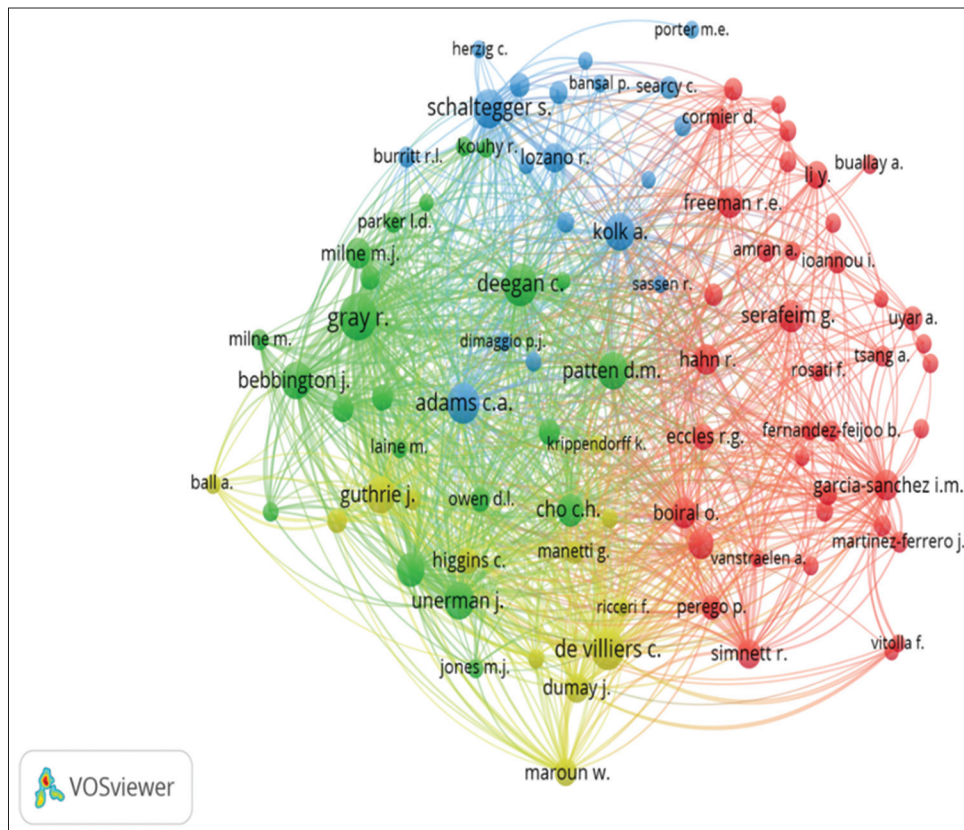 porter m.e.
herzig c.
bansal p.
searcy c.
schaltegger s.
cormier d.
kouhy r.
burritt r.l.
lozano r.
buallay a.
li y.
freeman r.e.
parker l.d.
kolk a.
milne m.j.
amran a.
ioannou i.
deegan c.
sassen r.
gray r.
serafeim g.
uyar a.
milne m.
dimaggio p.j.
tsang a.
hahn r.
rosati f.
patten d.m.
bebbington j.
adams c.a.
laine m.
krippendorff k.
eccles r.g.
fernandez-feijoo b.
ball a.
guthrie j.
owen d.l.
garcia-sanchez i.m.
cho c.h.
boiral o.
martinez-ferrero j.
manetti g.
vanstraelen a.
higgins c.
unerman j.
ricceri f.
perego p.
de villiers c.
simnett r.
vitolla f.
jones m.j.
dumay j.
maroun w.
VOSviewer